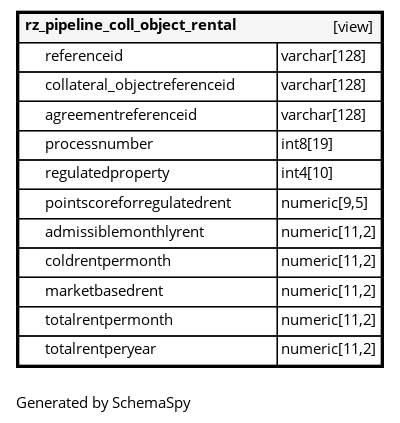 rz_pipeline_coll_object_rental [view]
referenceid varchar[128]
collateral_objectreferenceid varchar[128]
agreementreferenceid varchar[128]
processnumber int8[19]
regulatedproperty int4[10]
pointscoreforregulatedrent numeric[9,5]
admissiblemonthlyrent numeric[11,2]
coldrentpermonth numeric[11,2]
marketbasedrent numeric[11,2]
totalrentpermonth numeric[11,2]
totalrentperyear numeric[11,2]
Generated by SchemaSpy